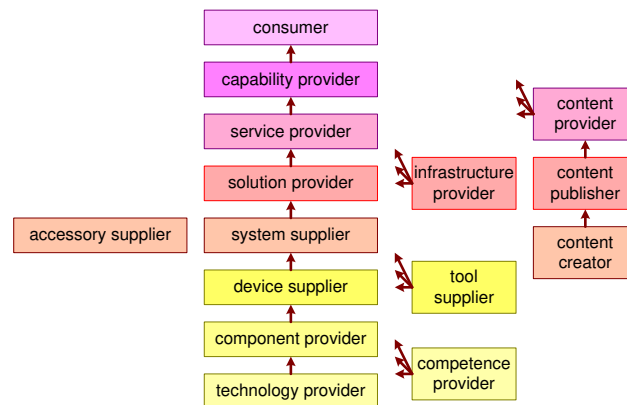 consumer
capability provider
content
provider
service provider
infrastructure
provider
content
publisher
solution provider
accessory supplier
system supplier
content
creator
device supplier
tool
supplier
component provider
competence
provider
technology provider